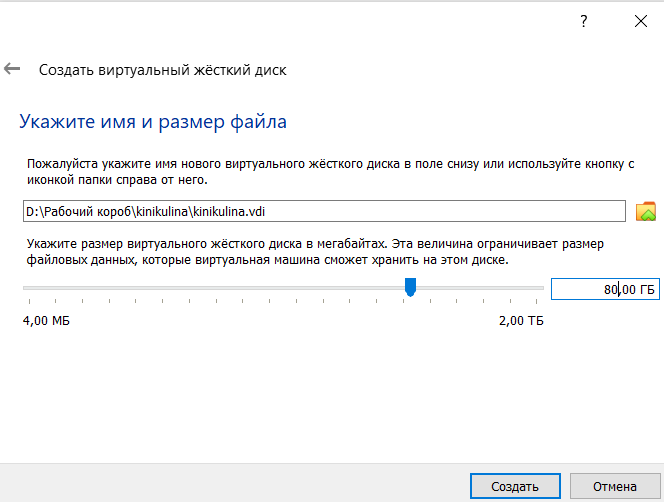 ?
Создать виртуальный жёсткий диск
Укажите имя и размер файла
Пожалуйста укажите имя нового виртуального жёсткого диска в поле снизу или используйте кнопку с
иконкой папки справа от него.
D:\Рабочий короб\kinikulina\kinikulina.vdi
Укажите размер виртуального жёсткого диска в мегабайтах. Эта величина ограничивает размер
файловых данных, которые виртуальная машина сможет хранить на этом диске.
80,00 ГБ
4,00 МБ
2,00 ТБ
Создать
Отмена